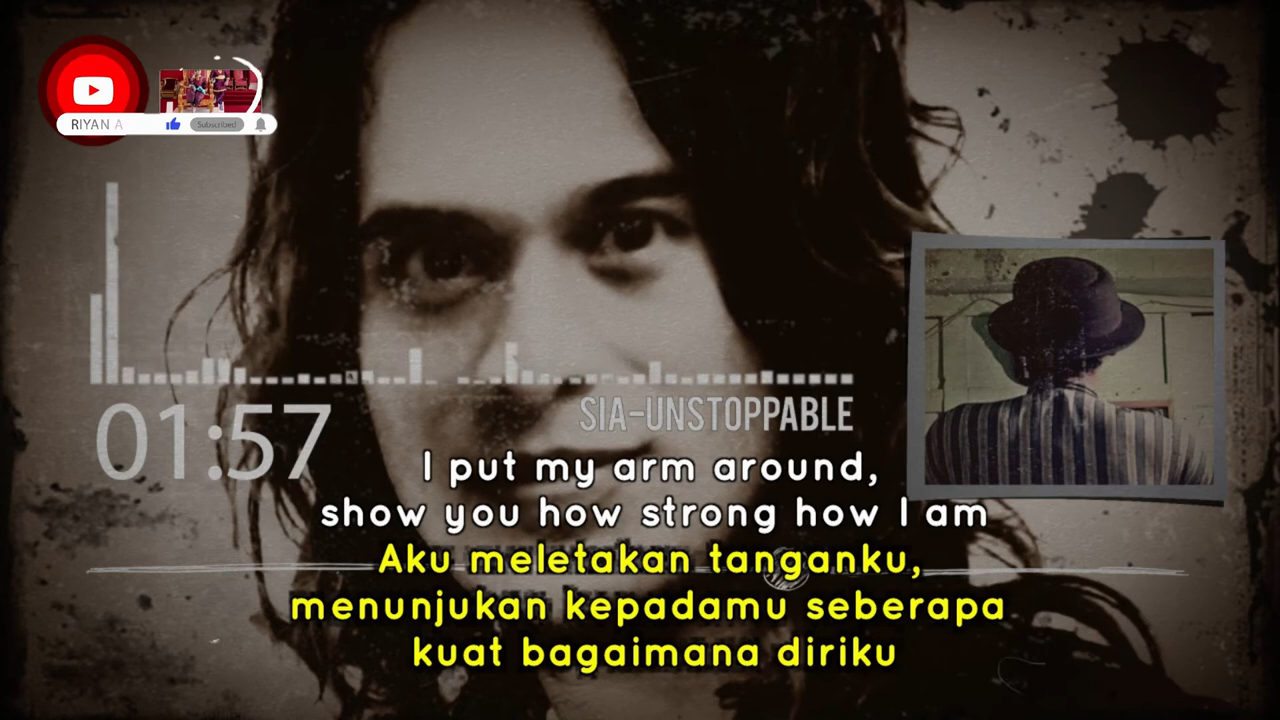 RIYAN A
Subscribed
01:57
SIA-UNSTOPPABLE
I put my arm around,
show you how strong how I am
Aku meletakan tanganku,
menunjukan kepadamu seberapa
kuat bagaimana diriku